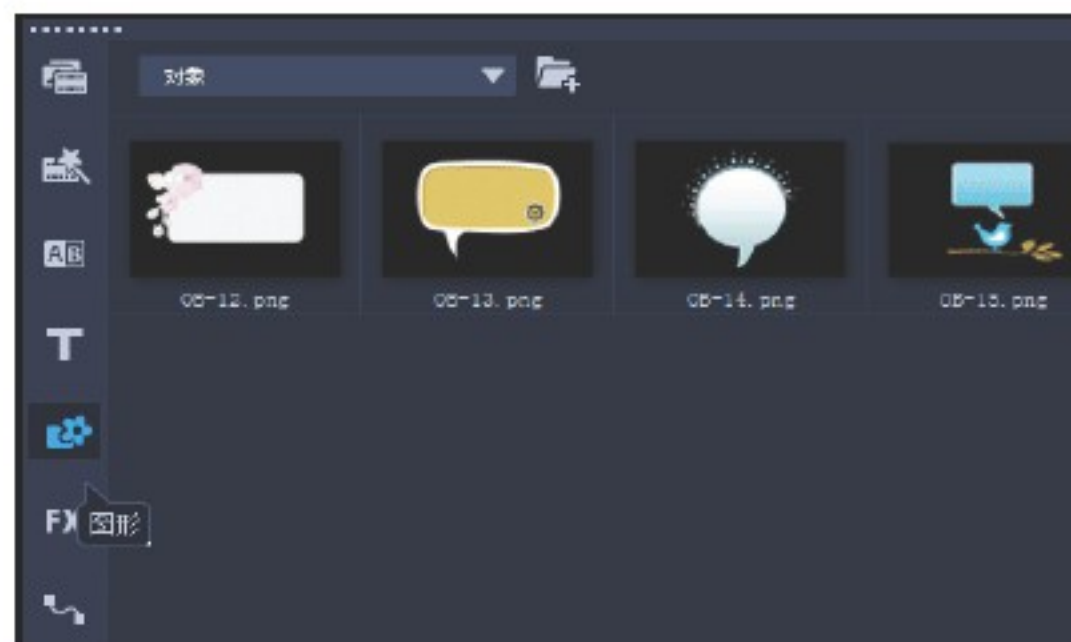 对象
OB-12.png
OB-13.png
OB-14.png
OB-15.png
AB
T
FX
图形